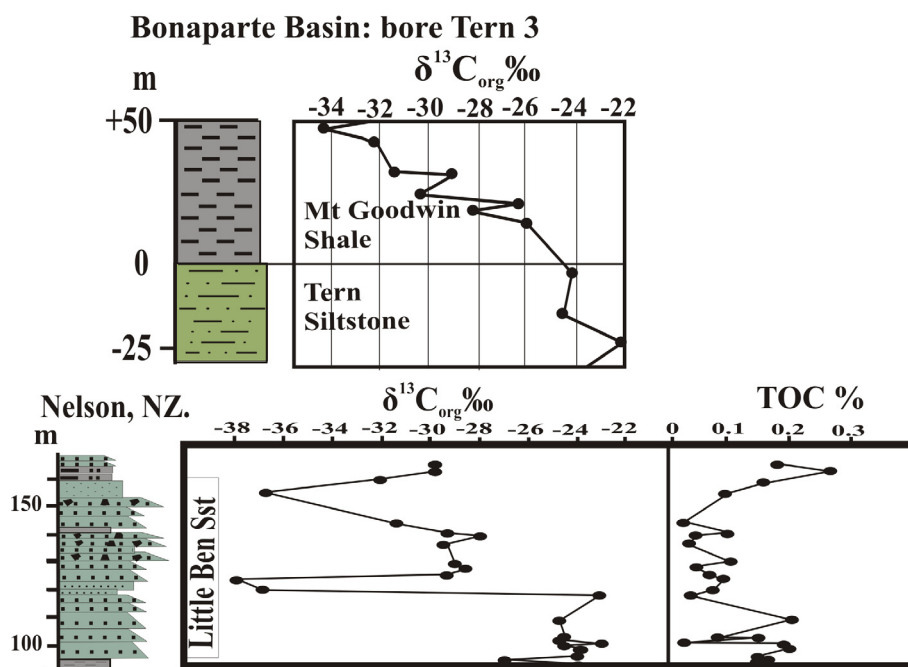 Bonaparte Basin: bore Tern 3
δ¹³Corg‰
m
-34 -32 -30 -28 -26 -24 -22
+50
Mt Goodwin
Shale
0
Tern
Siltstone
-25
Nelson, NZ.
δ¹³Corg‰
TOC %
m
-38 -36 -34 -32 -30 -28 -26 -24 -22
0 0.1 0.2 0.3
150
Little Ben Sst
100